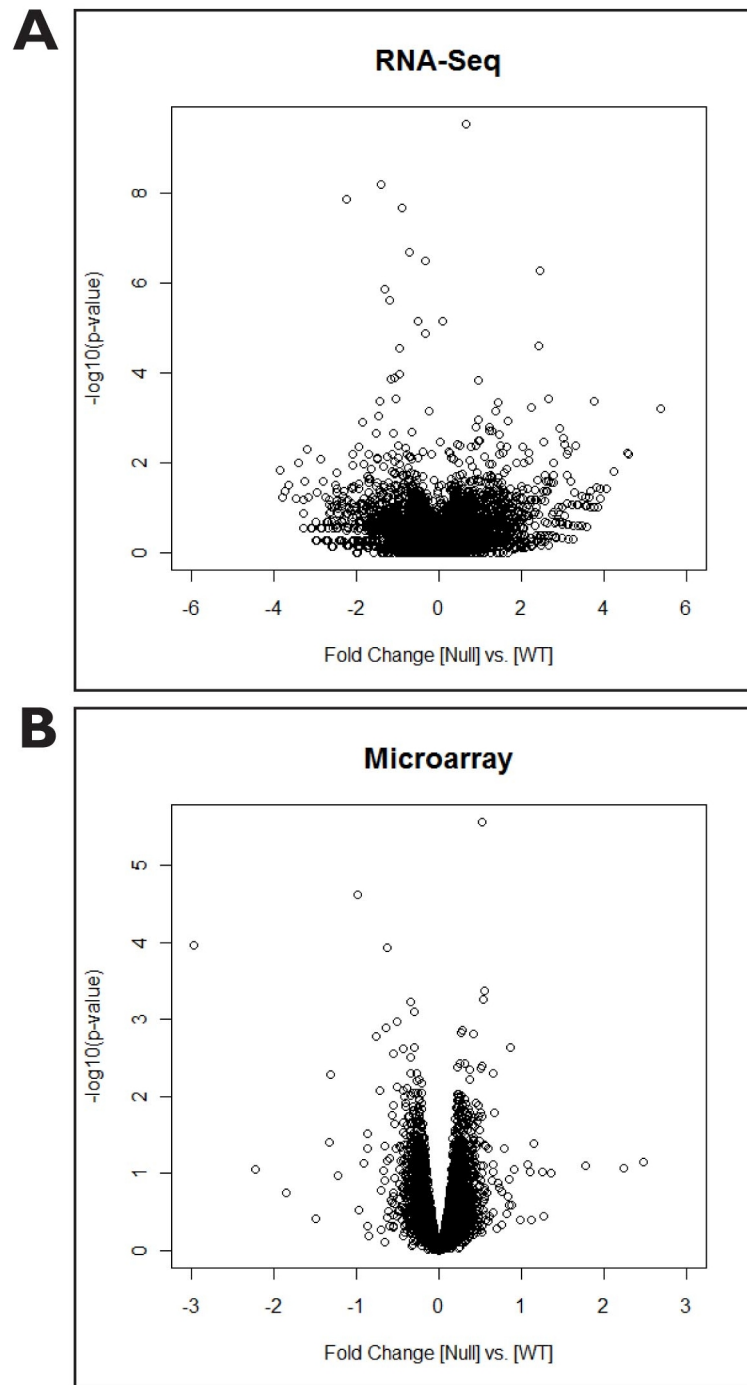 A
RNA-Seq
-log10(p-value)
8
6
4
2
0
-6 -4 -2 0 2 4 6
Fold Change [Null] vs. [WT]
B
Microarray
-log10(p-value)
5
4
3
2
1
0
-3 -2 -1 0 1 2 3
Fold Change [Null] vs. [WT]